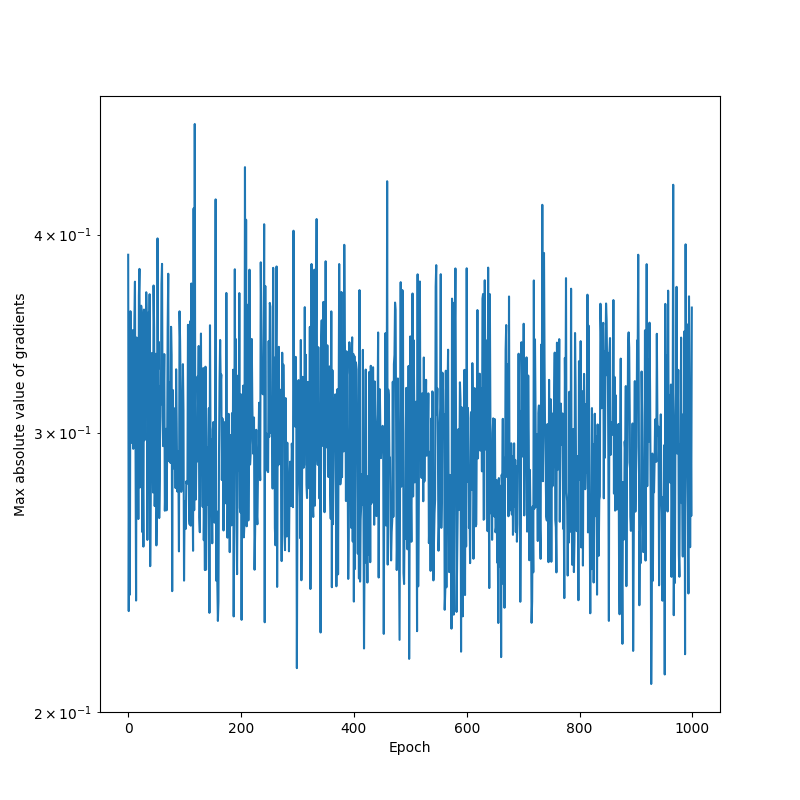 Max absolute value of gradients
4 × 10⁻¹
3 × 10⁻¹
2 × 10⁻¹
0 200 400 600 800 1000
Epoch